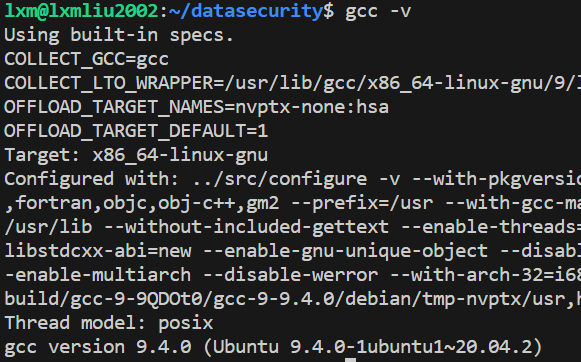 lxm@lxmliu2002:~/datasecurity$ gcc -v
Using built-in specs.
COLLECT_GCC=gcc
COLLECT_LTO_WRAPPER=/usr/lib/gcc/x86_64-linux-gnu/9/l
OFFLOAD_TARGET_NAMES=nvptx-none:hsa
OFFLOAD_TARGET_DEFAULT=1
Target: x86_64-linux-gnu
Configured with: ../src/configure -v --with-pkgversio
,fortran,objc,obj-c++,gm2 --prefix=/usr --with-gcc-ma
/usr/lib --without-included-gettext --enable-threads=
libstdcxx-abi=new --enable-gnu-unique-object --disabl
-enable-multiarch --disable-werror --with-arch-32=i68
build/gcc-9-9QDOt0/gcc-9-9.4.0/debian/tmp-nvptx/usr,h
Thread model: posix
gcc version 9.4.0 (Ubuntu 9.4.0-1ubuntu1~20.04.2)